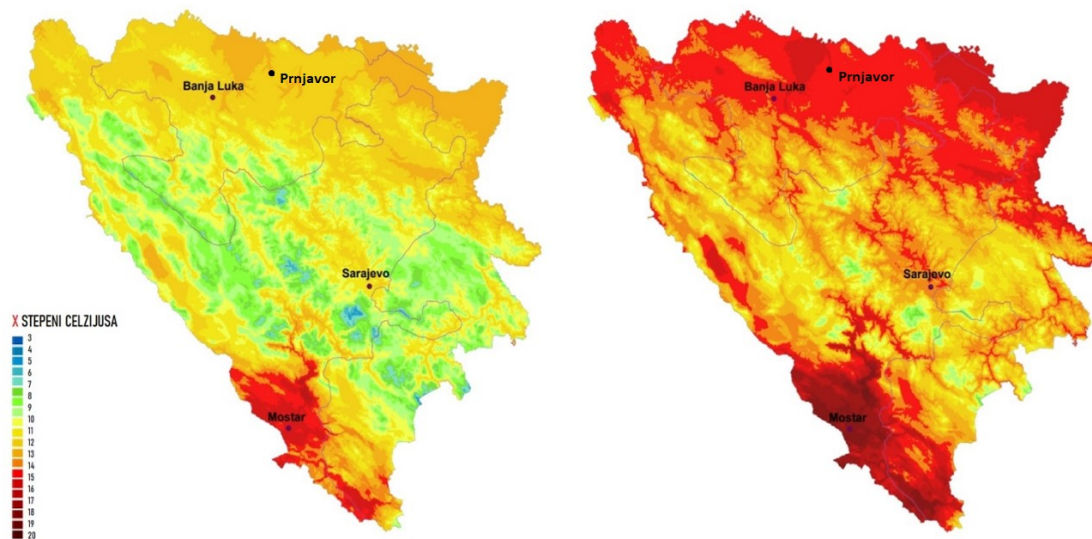 Prnjavor
Banja Luka
Sarajevo
Mostar
X STEPENI CELZIJUSA
3
4
5
6
7
8
9
10
11
12
13
14
15
16
17
18
19
20
Prnjavor
Banja Luka
Sarajevo
Mostar